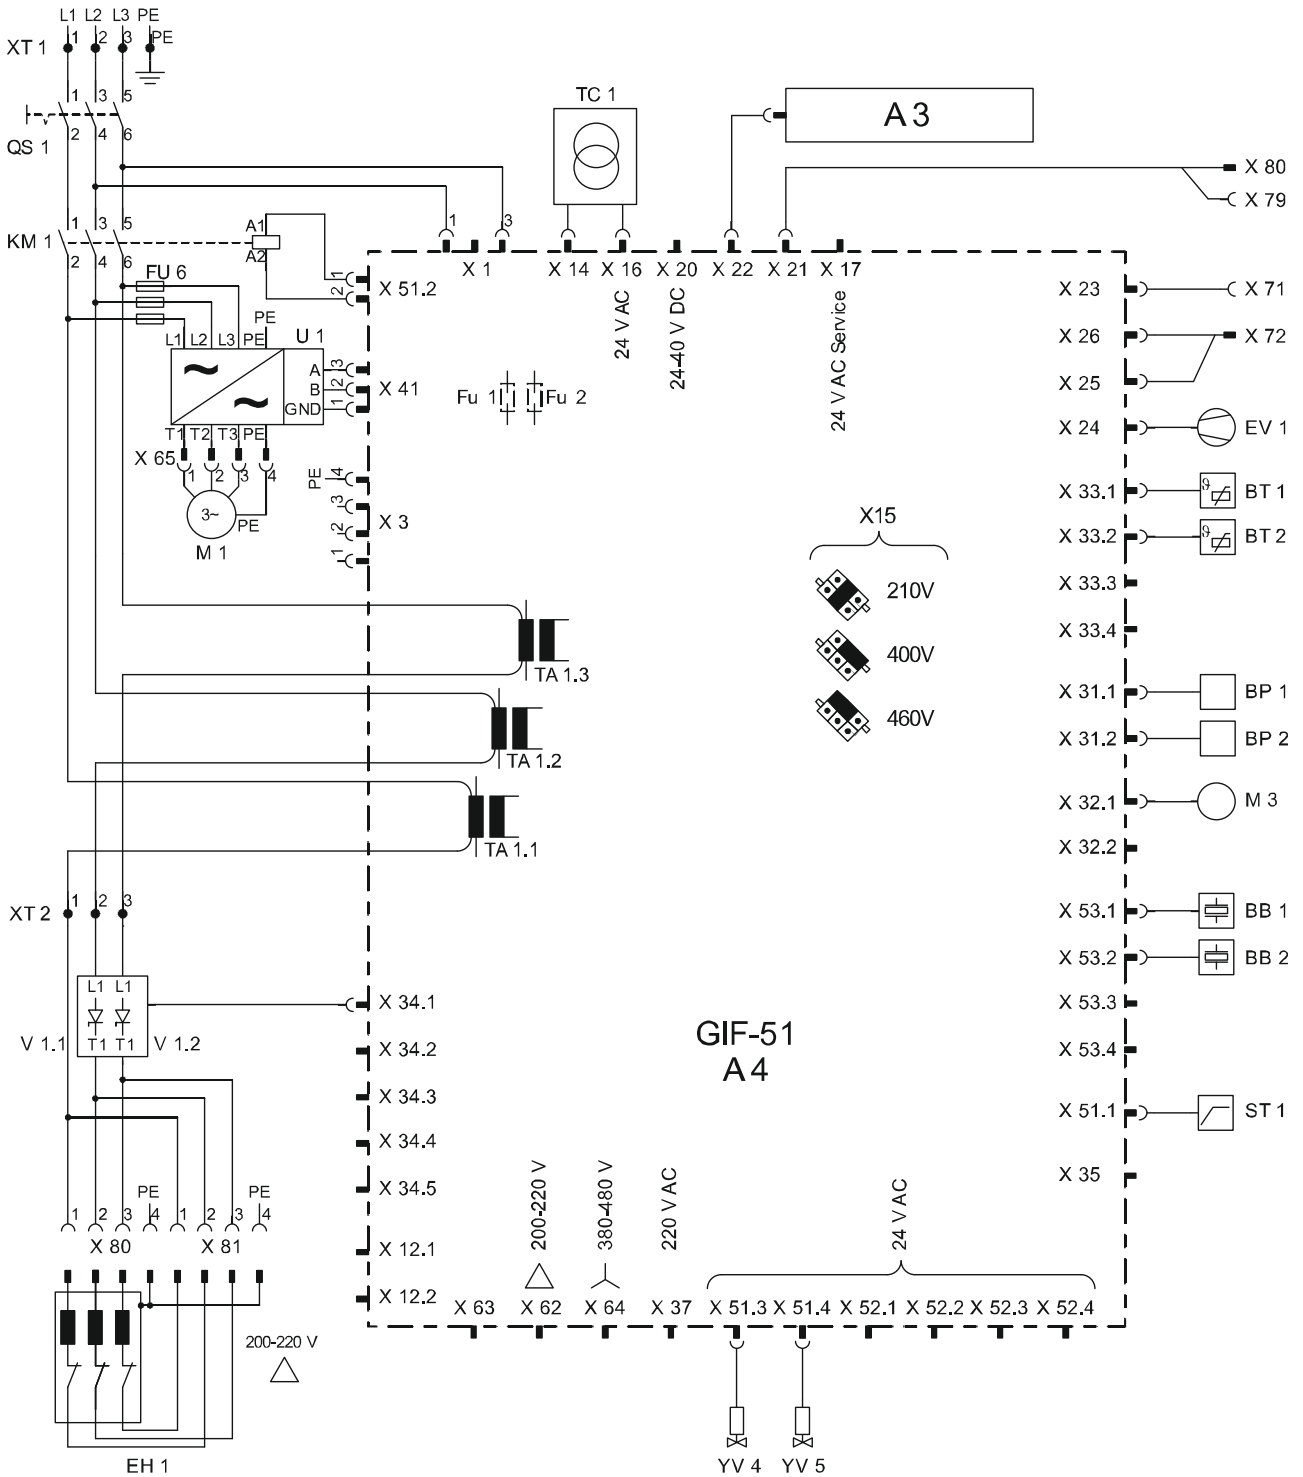 L1 L2 L3 PE
XT 1 1 2 3 PE
1 3 5
QS 1 2 4 6
TC 1
A 3
X 80
X 79
1 3 5
KM 1 2 4 6
A1
A2
1 3
X 1 X 14 X 16 X 20 X 22 X 21 X 17
24 V AC
24-40 V DC
24 V AC Service
1
2
X 51.2
FU 6
L1 L2 L3 PE
PE
U 1
A 3
B 2
GND 1
X 41
T1 T2 T3 PE
X 65 1 2 3 4
3~
PE
M 1
Fu 1 Fu 2
PE 4
3
2
1
X 3
X15
210V
400V
460V
X 23 X 71
X 26 X 72
X 25
X 24 EV 1
X 33.1 ϑ BT 1
X 33.2 ϑ BT 2
X 33.3
X 33.4
X 31.1 BP 1
X 31.2 BP 2
X 32.1 M 3
X 32.2
X 53.1 BB 1
X 53.2 BB 2
X 53.3
X 53.4
X 51.1 ST 1
X 35
TA 1.3
TA 1.2
TA 1.1
XT 2 1 2 3
L1 L1
V 1.1 T1 T1 V 1.2
X 34.1
X 34.2
X 34.3
X 34.4
X 34.5
X 12.1
X 12.2
GIF-51
A 4
PE PE
1 2 3 4 1 2 3 4
X 80 X 81
200-220 V
EH 1
200-220 V
380-480 V
220 V AC
24 V AC
X 63 X 62 X 64 X 37 X 51.3 X 51.4 X 52.1 X 52.2 X 52.3 X 52.4
YV 4 YV 5